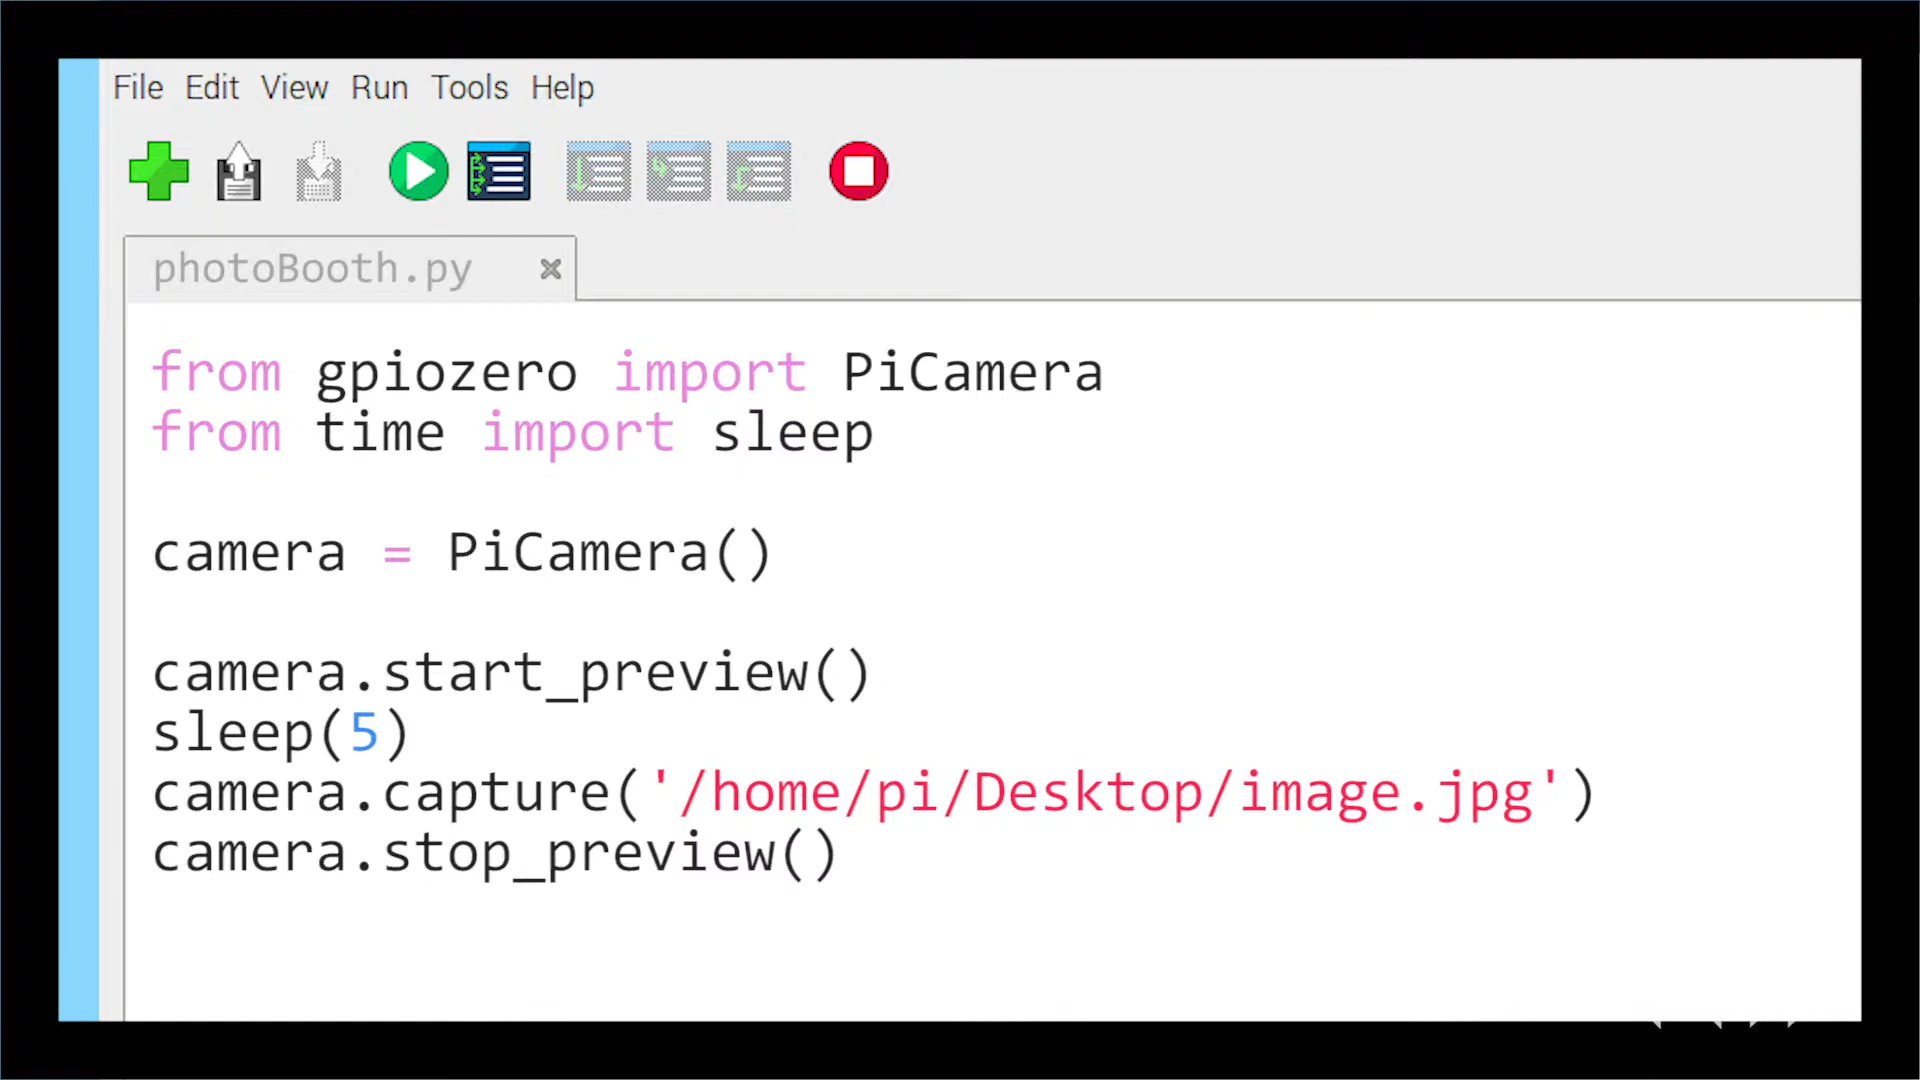 File Edit View Run Tools Help
photoBooth.py
from gpiozero import PiCamera
from time import sleep
camera = PiCamera()
camera.start_preview()
sleep(5)
camera.capture('/home/pi/Desktop/image.jpg')
camera.stop_preview()